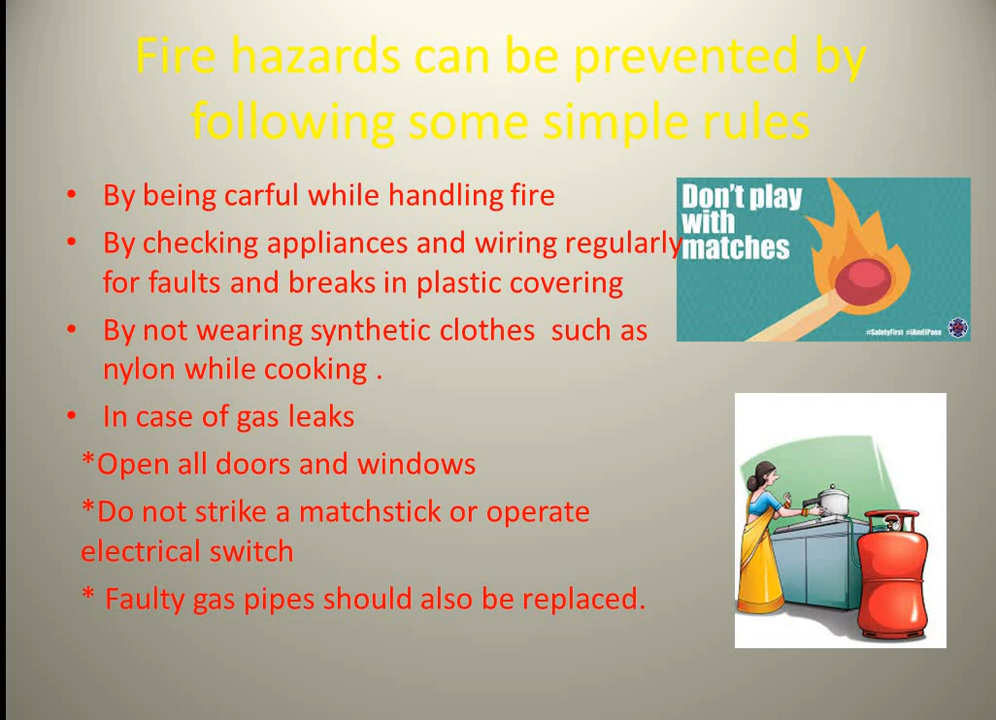 Fire hazards can be prevented by
following some simple rules
• By being carful while handling fire
• By checking appliances and wiring regularly
for faults and breaks in plastic covering
• By not wearing synthetic clothes  such as
nylon while cooking .
• In case of gas leaks
*Open all doors and windows
*Do not strike a matchstick or operate
electrical switch
* Faulty gas pipes should also be replaced.
Don't play
with
matches
#SafetyFirst #IAmElPaso